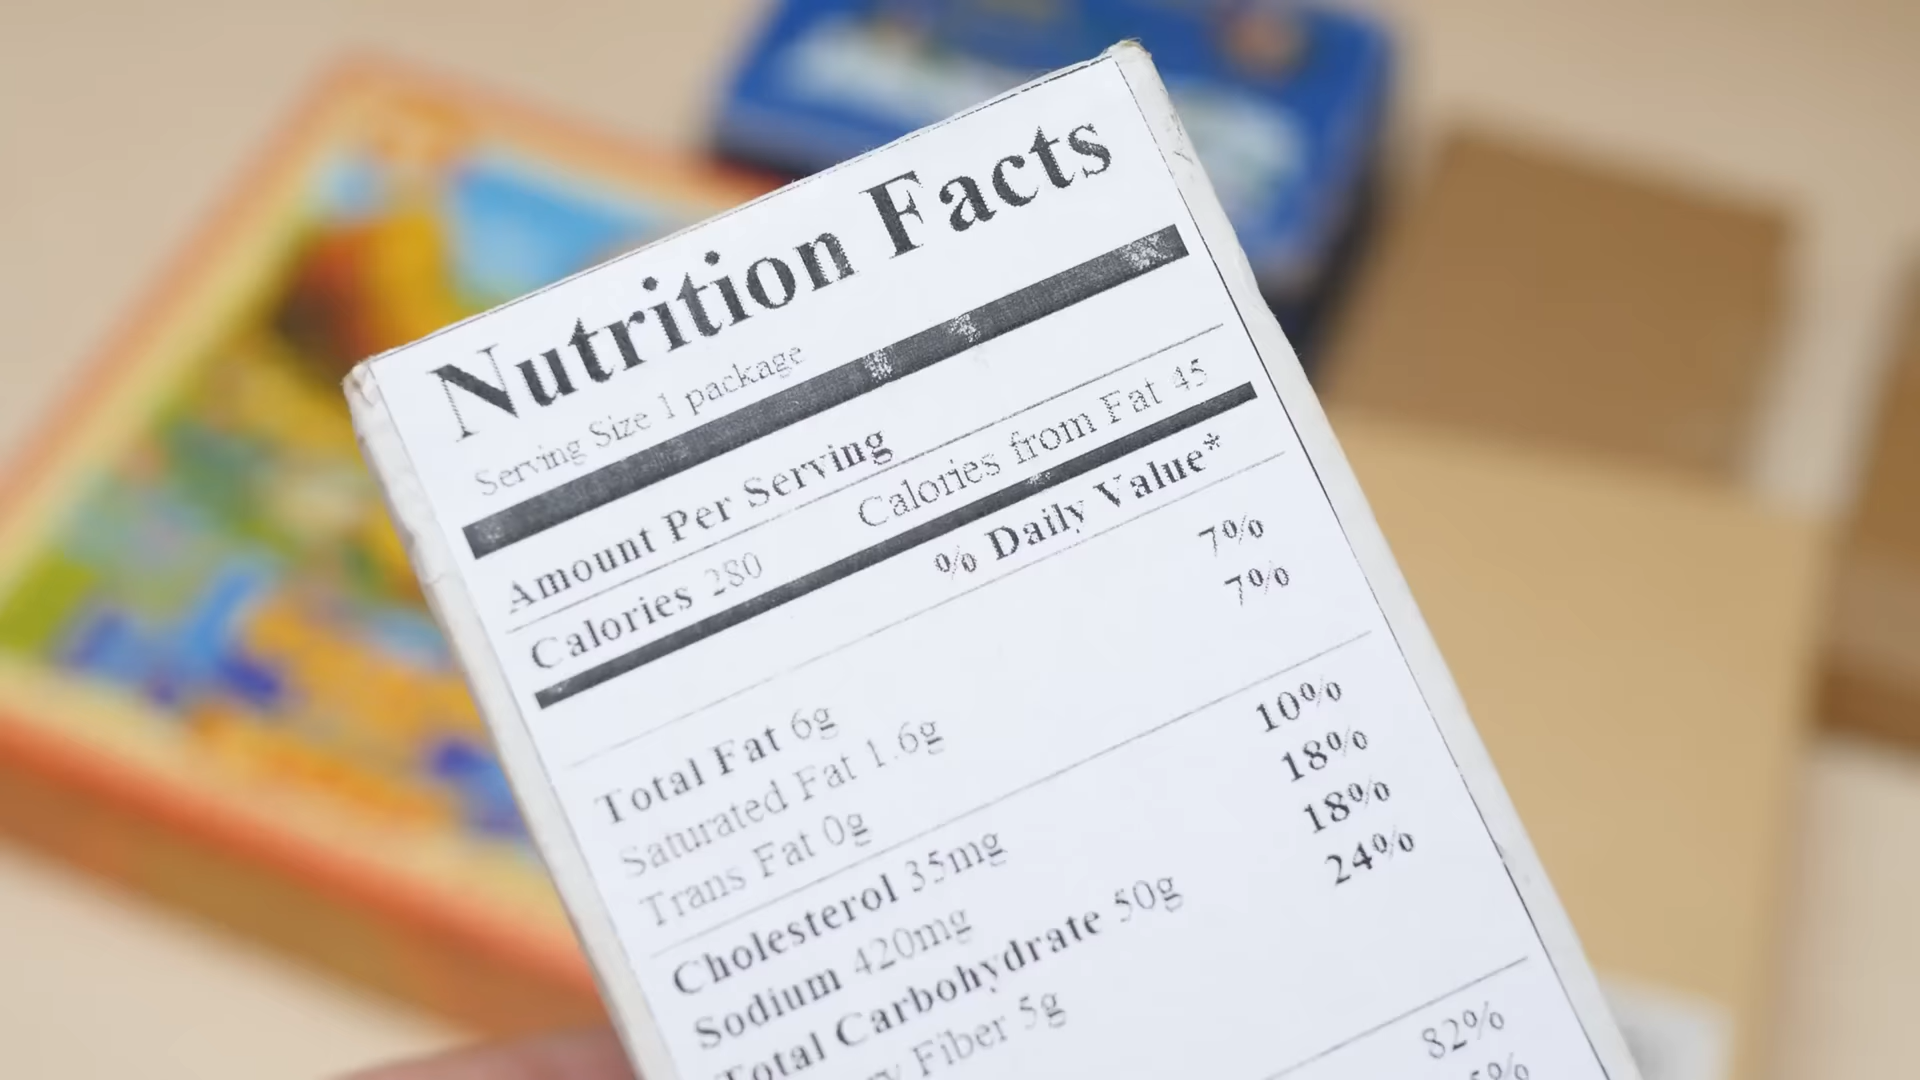 Nutrition Facts
Serving Size 1 package
Amount Per Serving
Calories 280 Calories from Fat 45
% Daily Value*
Total Fat 6g 7%
Saturated Fat 1.6g 7%
Trans Fat 0g
Cholesterol 35mg 10%
Sodium 420mg 18%
Total Carbohydrate 50g 18%
Fiber 5g 24%
82%